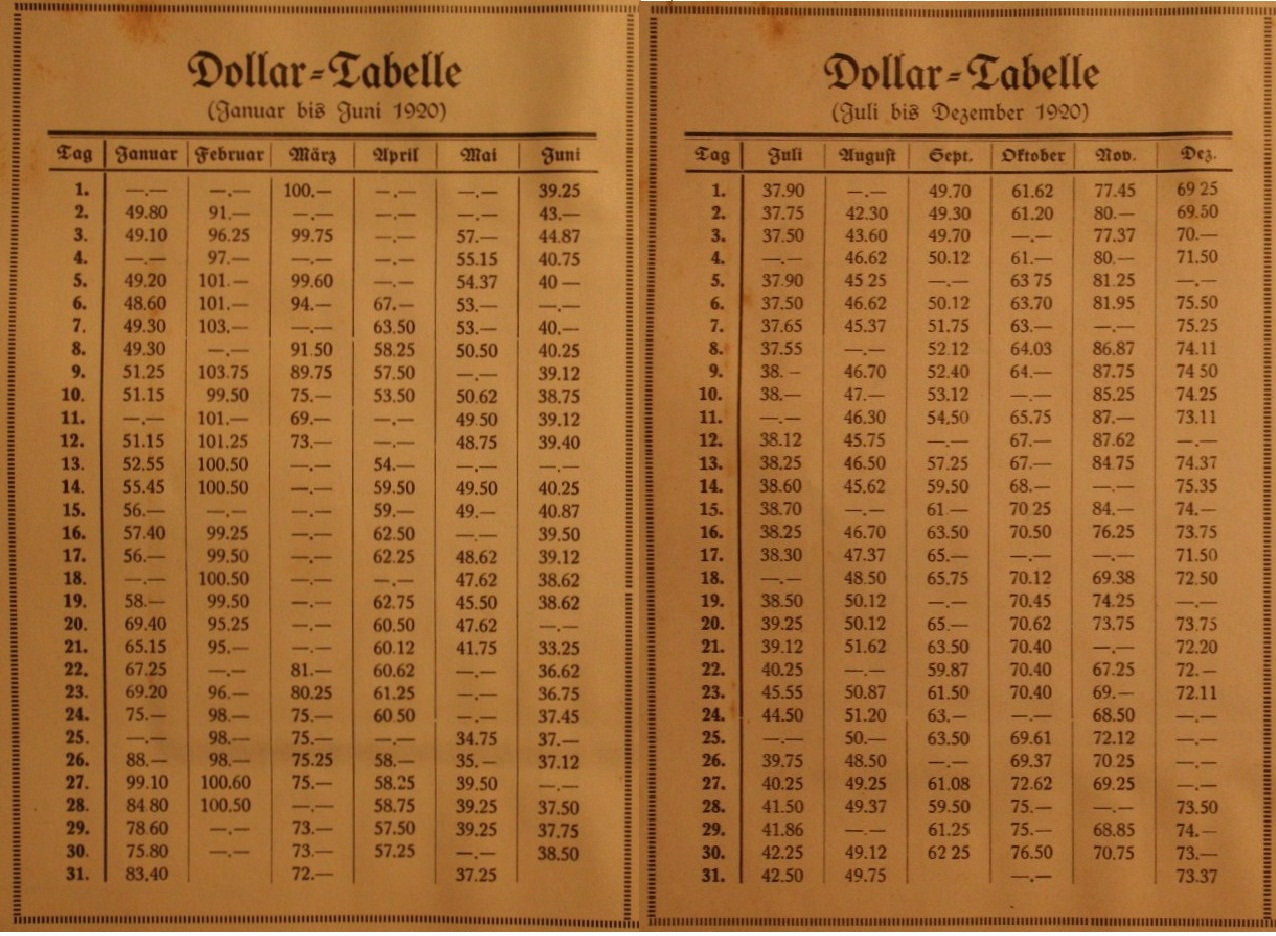 Dollar-Tabelle
(Januar bis Juni 1920)
Tag Januar Februar März April Mai Juni
1. —.— —.— 100.— —.— —.— 39.25
2. 49.80 91.— —.— —.— —.— 43.—
3. 49.10 96.25 99.75 —.— 57.— 44.87
4. —.— 97.— —.— —.— 55.15 40.75
5. 49.20 101.— 99.60 —.— 54.37 40 —
6. 48.60 101.— 94.— 67.— 53.— —.—
7. 49.30 103.— —.— 63.50 53.— 40.—
8. 49.30 —.— 91.50 58.25 50.50 40.25
9. 51.25 103.75 89.75 57.50 —.— 39.12
10. 51.15 99.50 75.— 53.50 50.62 38.75
11. —.— 101.— 69.— —.— 49.50 39.12
12. 51.15 101.25 73.— —.— 48.75 39.40
13. 52.55 100.50 —.— 54.— —.— —.—
14. 55.45 100.50 —.— 59.50 49.50 40.25
15. 56.— —.— —.— 59.— 49.— 40.87
16. 57.40 99.25 —.— 62.50 —.— 39.50
17. 56.— 99.50 —.— 62.25 48.62 39.12
18. —.— 100.50 —.— —.— 47.62 38.62
19. 58.— 99.50 —.— 62.75 45.50 38.62
20. 69.40 95.25 —.— 60.50 47.62 —.—
21. 65.15 95.— —.— 60.12 41.75 33.25
22. 67.25 —.— 81.— 60.62 —.— 36.62
23. 69.20 96.— 80.25 61.25 —.— 36.75
24. 75.— 98.— 75.— 60 50 —.— 37.45
25. —.— 98.— 75.— —.— 34.75 37.—
26. 88.— 98.— 75.25 58.— 35.— 37.12
27. 99.10 100.60 75.— 58.25 39.50 —.—
28. 84 80 100.50 —.— 58.75 39.25 37.50
29. 78 60 —.— 73.— 57.50 39.25 37.75
30. 75.80 —.— 73.— 57.25 —.— 38.50
31. 83.40 72.— 37.25
Dollar-Tabelle
(Juli bis Dezember 1920)
Tag Juli August Sept. Oktober Nov. Dez.
1. 37.90 —.— 49.70 61.62 77.45 69 25
2. 37.75 42.30 49.30 61.20 80.— 69.50
3. 37.50 43.60 49.70 —.— 77.37 70.—
4. —.— 46.62 50.12 61.— 80.— 71.50
5. 37.90 45 25 —.— 63 75 81.25 —.—
6. 37.50 46.62 50.12 63.70 81.95 75.50
7. 37.65 45.37 51.75 63.— —.— 75.25
8. 37.55 —.— 52.12 64.03 86.87 74.11
9. 38. – 46.70 52.40 64.— 87.75 74 50
10. 38.— 47.— 53.12 —.— 85.25 74.25
11. —.— 46.30 54.50 65.75 87.— 73.11
12. 38.12 45.75 —.— 67.— 87.62 —.—
13. 38.25 46.50 57.25 67.— 84 75 74.37
14. 38.60 45.62 59.50 68.— —.— 75.35
15. 38.70 —.— 61.— 70 25 84.— 74.—
16. 38.25 46.70 63.50 70.50 76.25 73.75
17. 38.30 47.37 65.— —.— —.— 71.50
18. —.— 48.50 65.75 70.12 69.38 72.50
19. 38.50 50.12 —.— 70.45 74.25 —.—
20. 39.25 50.12 65.— 70.62 73.75 73.75
21. 39.12 51.62 63.50 70.40 —.— 72.20
22. 40.25 —.— 59.87 70.40 67.25 72.—
23. 45.55 50.87 61.50 70.40 69.— 72.11
24. 44.50 51.20 63.— —.— 68.50 —.—
25. —.— 50.— 63.50 69.61 72.12 —.—
26. 39.75 48.50 —.— 69.37 70 25 —.—
27. 40.25 49.25 61.08 72.62 69.25 —.—
28. 41.50 49.37 59.50 75.— —.— 73.50
29. 41.86 —.— 61.25 75.— 68.85 74.—
30. 42.25 49.12 62 25 76.50 70.75 73.—
31. 42.50 49.75 —.— 73.37